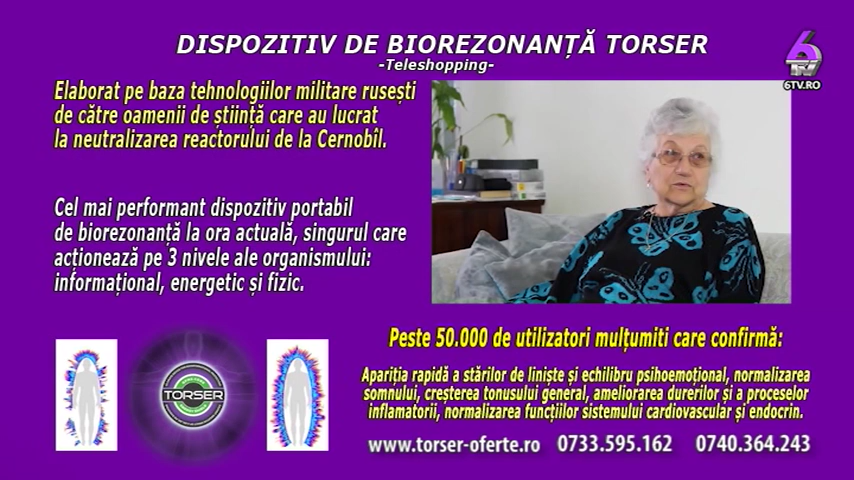 DISPOZITIV DE BIOREZONANȚĂ TORSER
-Teleshopping-
6
TV
6TV.RO
Elaborat pe baza tehnologiilor militare rusești
de către oamenii de știință care au lucrat
la neutralizarea reactorului de la Cernobîl.
Cel mai performant dispozitiv portabil
de biorezonanță la ora actuală, singurul care
acționează pe 3 nivele ale organismului:
informațional, energetic și fizic.
TORSER
Peste 50.000 de utilizatori mulțumiti care confirmă:
Apariția rapidă a stărilor de liniște și echilibru psihoemoțional, normalizarea
somnului, creșterea tonusului general, ameliorarea durerilor și a proceselor
inflamatorii, normalizarea funcțiilor sistemului cardiovascular și endocrin.
www.torser-oferte.ro 0733.595.162 0740.364.243